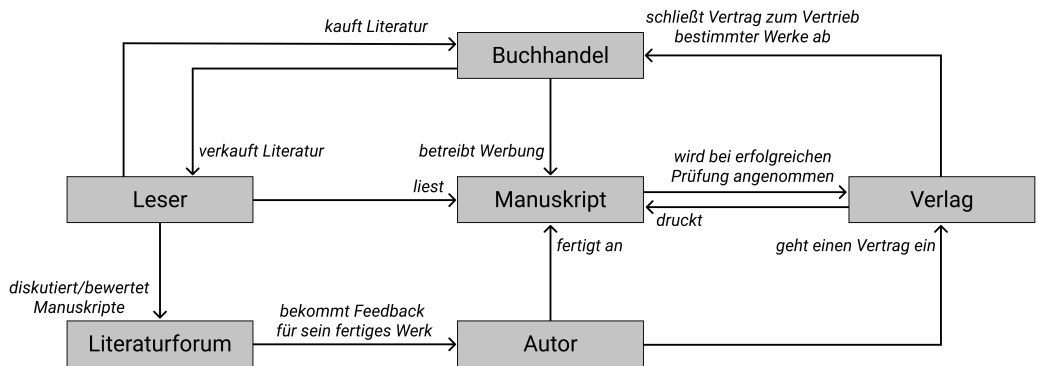 kauft Literatur
schließt Vertrag zum Vertrieb
bestimmter Werke ab
Buchhandel
verkauft Literatur
betreibt Werbung
wird bei erfolgreichen
Prüfung angenommen
Leser
liest
Manuskript
Verlag
druckt
fertigt an
geht einen Vertrag ein
diskutiert/bewertet
Manuskripte
bekommt Feedback
für sein fertiges Werk
Literaturforum
Autor